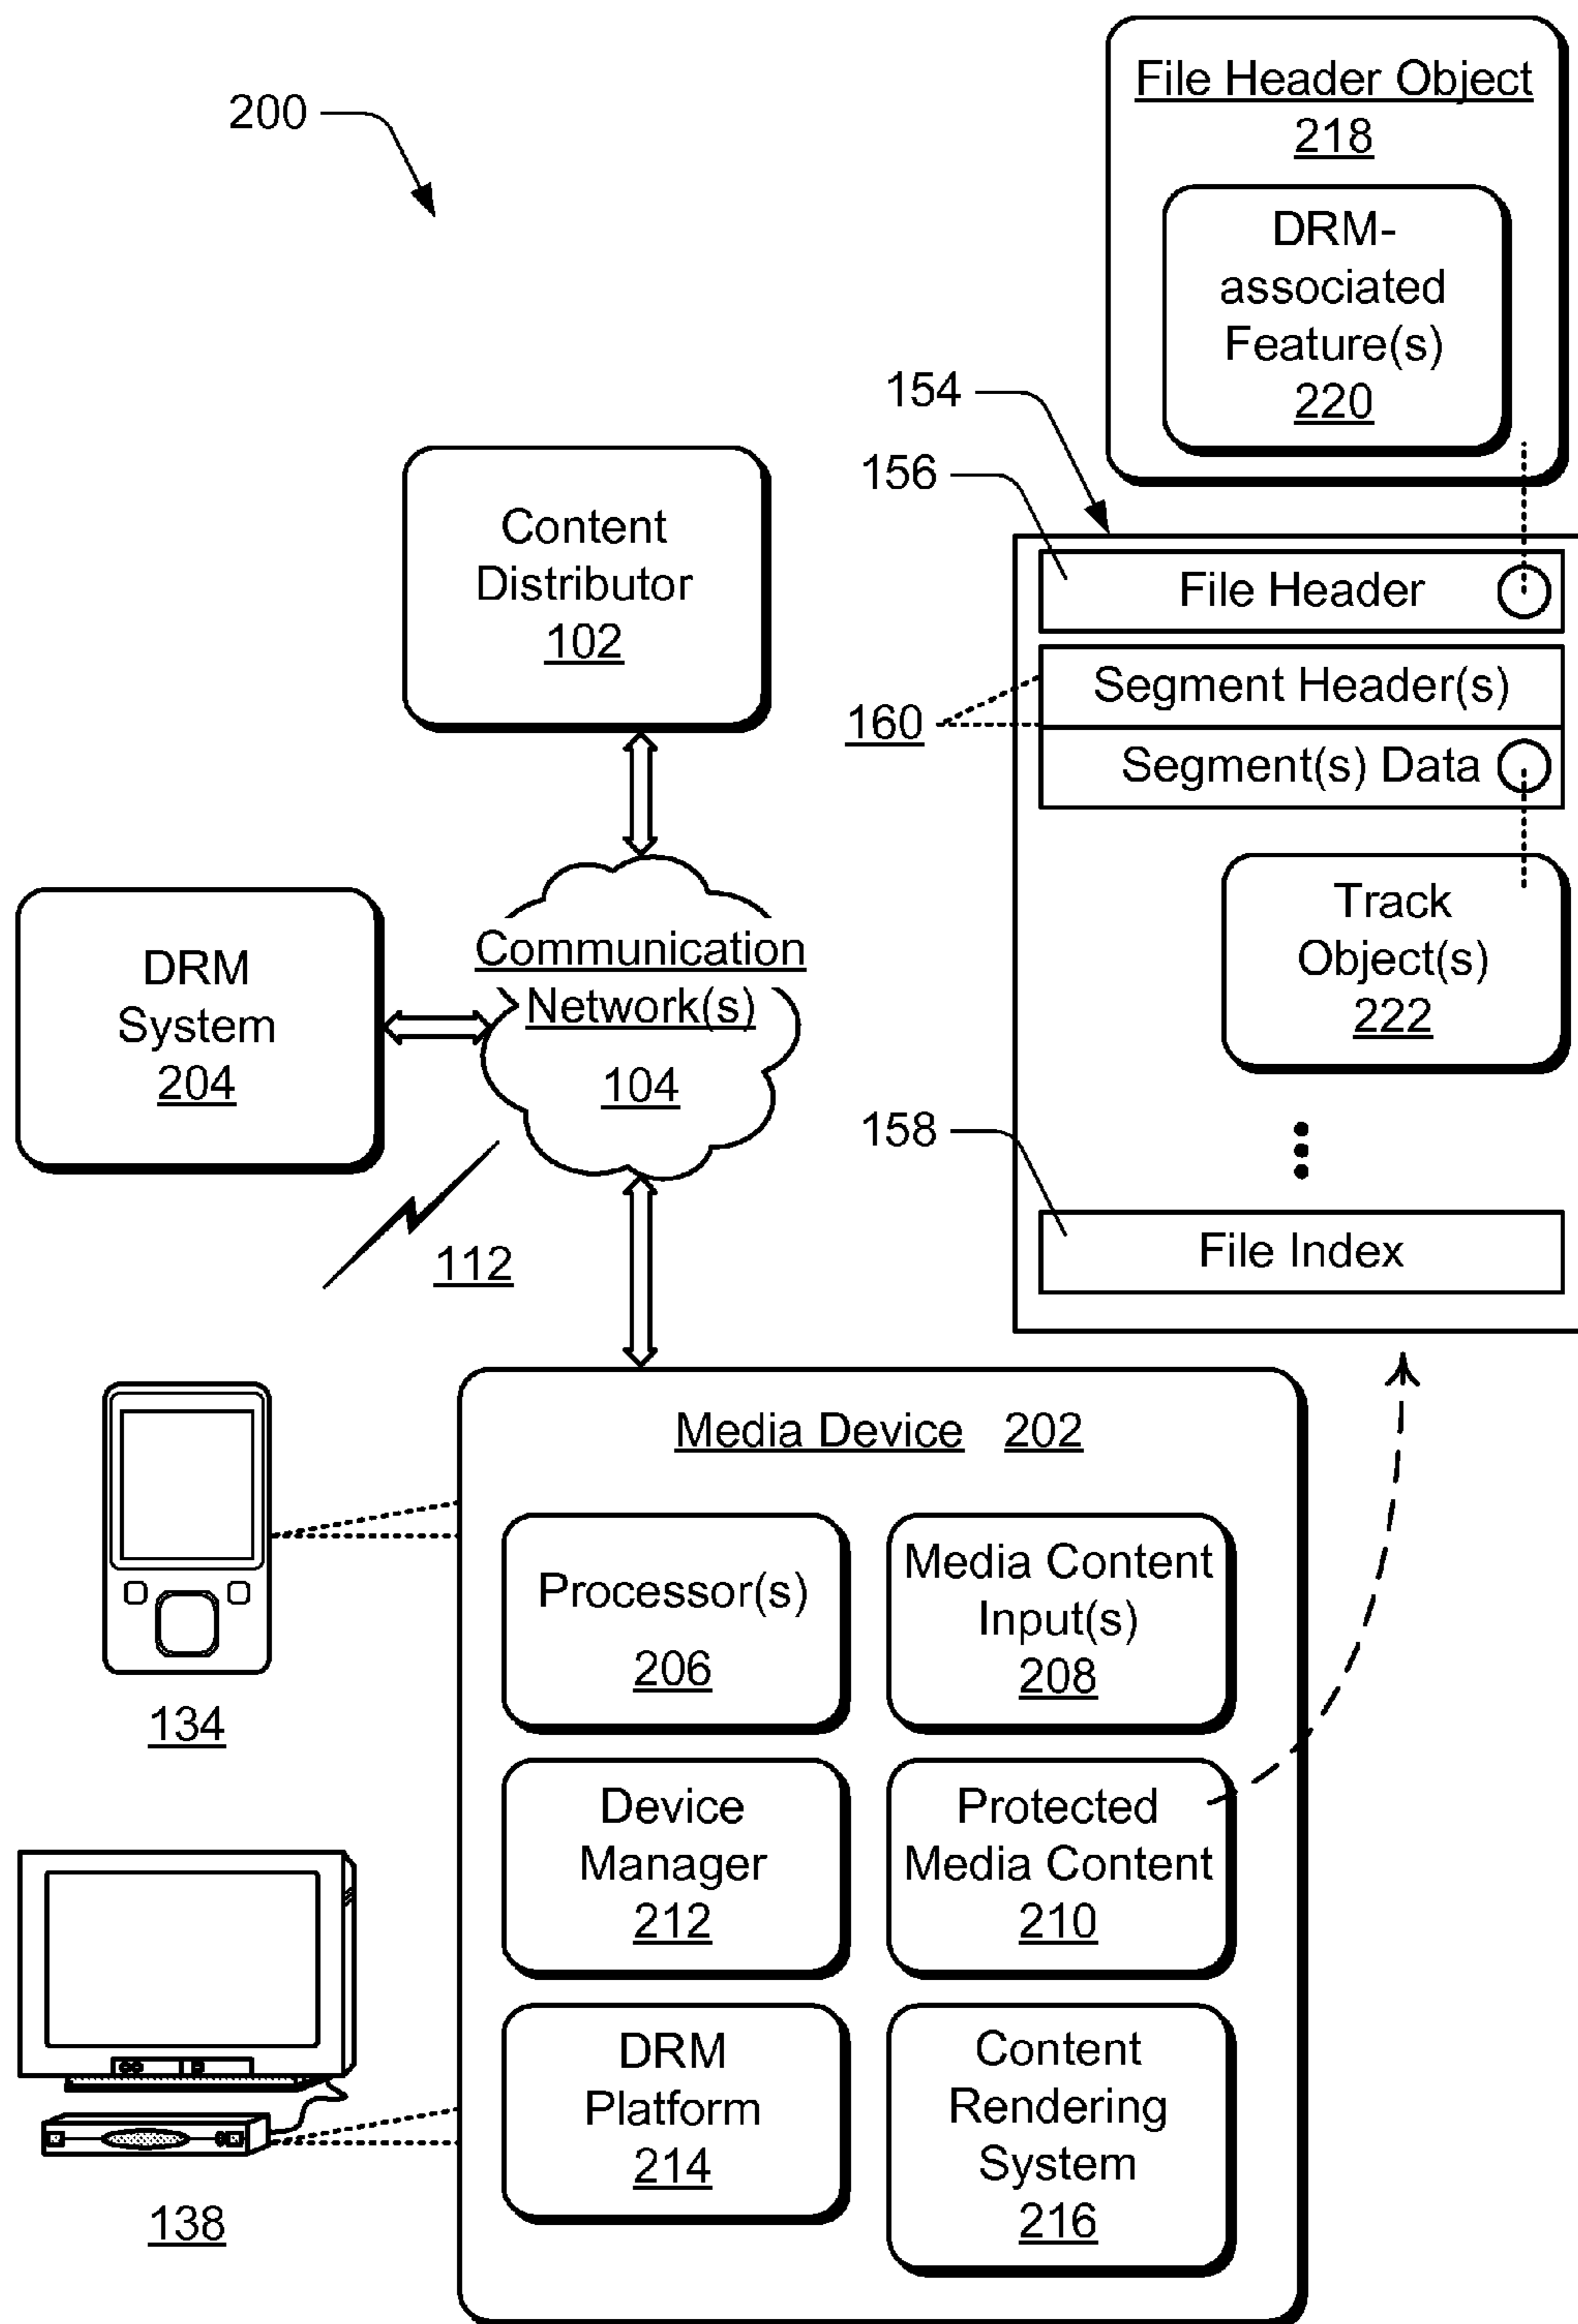 200
File Header Object
218
DRM-
associated
Feature(s)
220
154
156
Content
Distributor
102
File Header
Segment Header(s)
160
Segment(s) Data
Track
Object(s)
222
DRM
System
204
Communication
Network(s)
104
158
File Index
112
Media Device 202
Processor(s)
206
Media Content
Input(s)
208
134
Device
Manager
212
Protected
Media Content
210
DRM
Platform
214
Content
Rendering
System
216
138